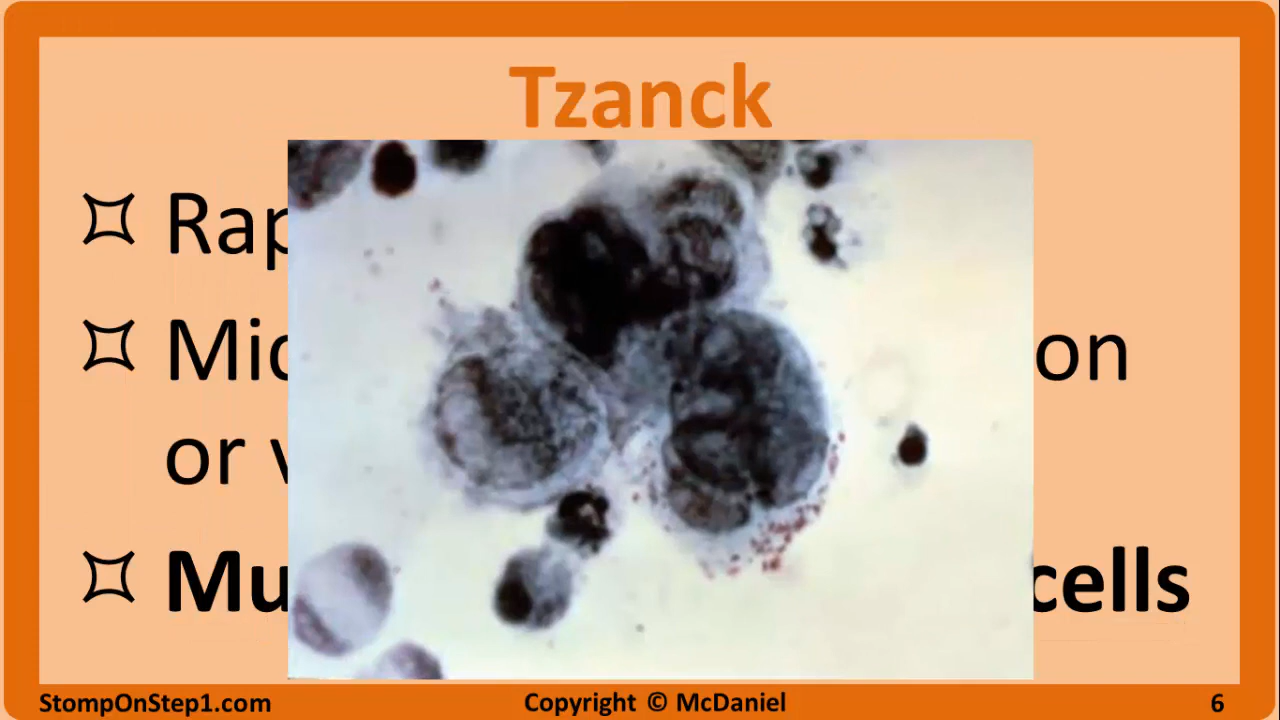 Tzanck
Rap
Mic on
or v
Mu cells
StompOnStep1.com Copyright © McDaniel 6